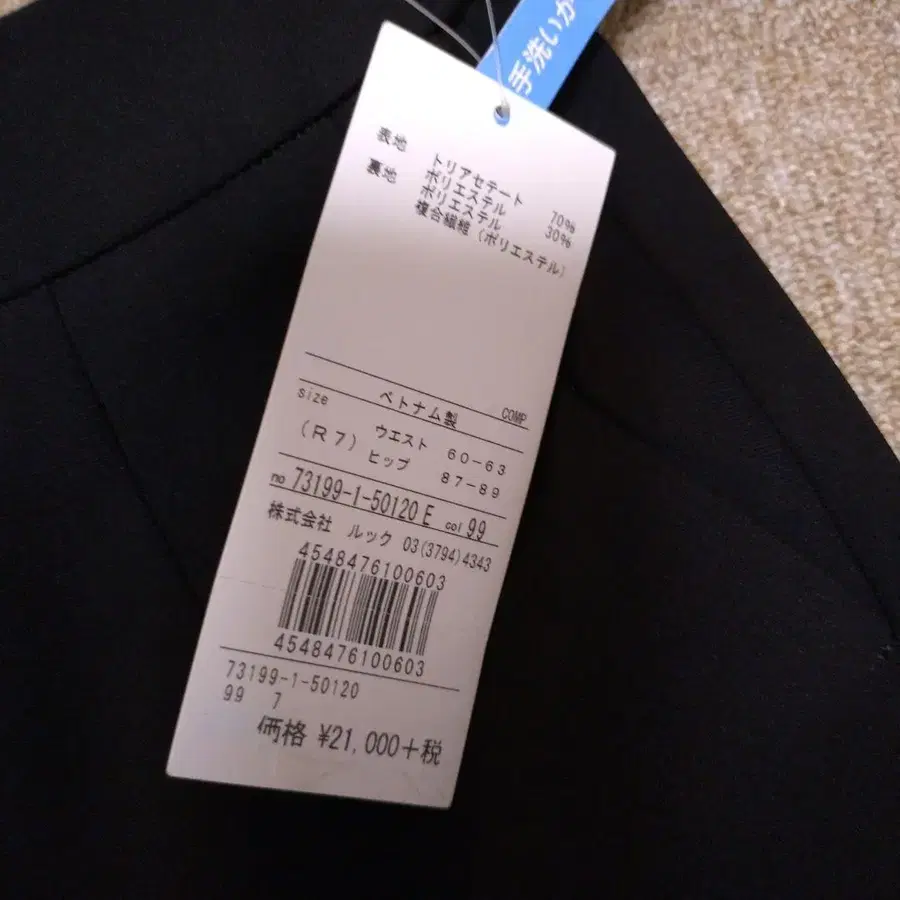 手洗いが
表地 トリアセテート 70%
ポリエステル 30%
裏地 ポリエステル
複合繊維 (ポリエステル)
ベトナム製 COMP
size
(R7) ウエスト 60-63
ヒップ 87-89
no 73199-1-50120 E col 99
株式会社 ルック 03(3794)4343
4548476100603
4548476100603
73199-1-50120
99 7
価格 ¥21,000+税